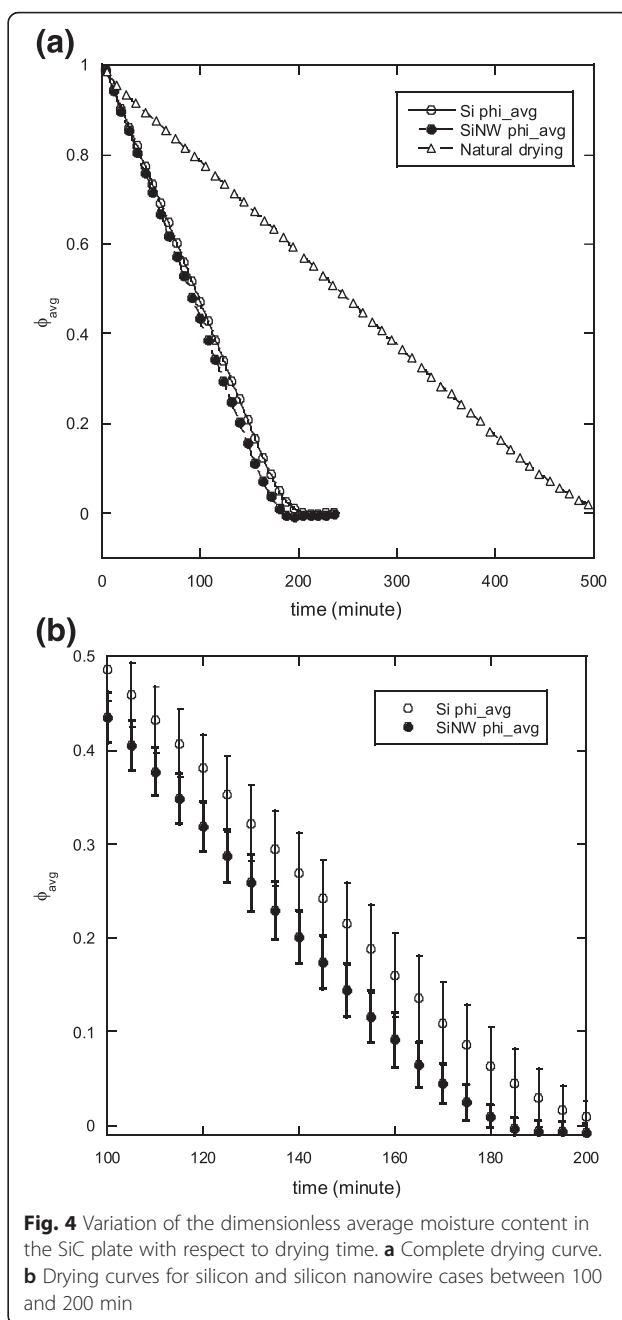 (a)
1
0.8
0.6
0.4
0.2
0
ϕavg
Si phi_avg
SiNW phi_avg
Natural drying
0 100 200 300 400 500
time (minute)
(b)
0.5
0.4
0.3
0.2
0.1
0
ϕavg
Si phi_avg
SiNW phi_avg
100 120 140 160 180 200
time (minute)
Fig. 4 Variation of the dimensionless average moisture content in
the SiC plate with respect to drying time. a Complete drying curve.
b Drying curves for silicon and silicon nanowire cases between 100
and 200 min